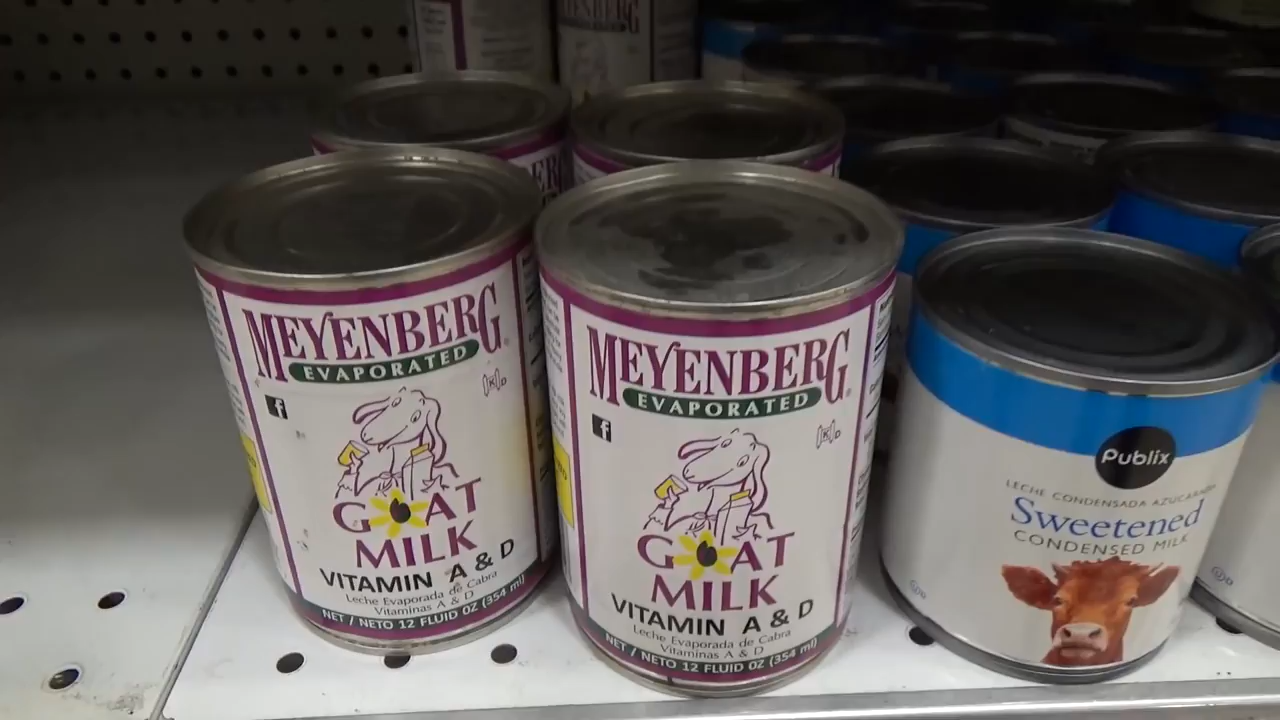 MEYENBERG
EVAPORATED
f
GOAT
MILK
VITAMIN A & D
Leche Evaporada de Cabra
Vitaminas A & D
NET / NETO 12 FLUID OZ (354 ml)
MEYENBERG
EVAPORATED
f
GOAT
MILK
VITAMIN A & D
Leche Evaporada de Cabra
Vitaminas A & D
NET / NETO 12 FLUID OZ (354 ml)
Publix
LECHE CONDENSADA AZUCARADA
Sweetened
CONDENSED MILK